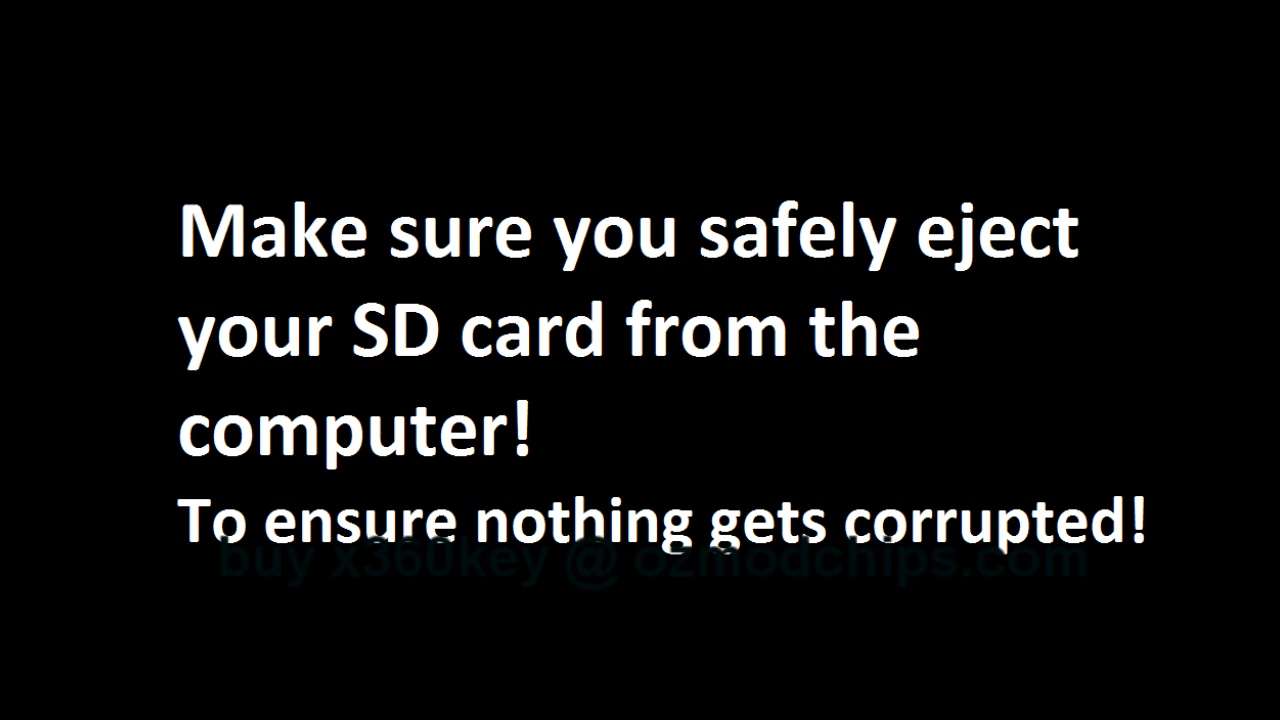 Make sure you safely eject
your SD card from the
computer!
To ensure nothing gets corrupted!
buy x360key @ ozmodchips.com